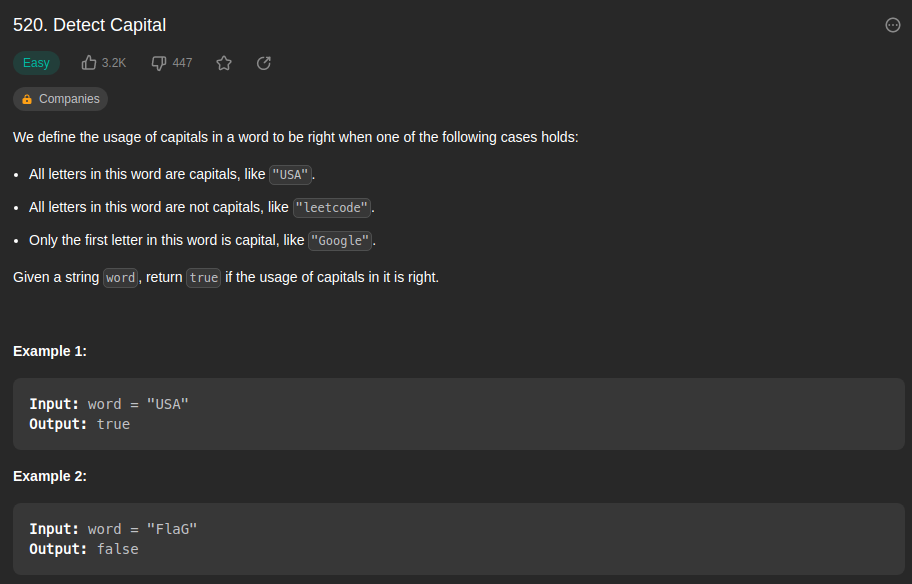 520. Detect Capital
Easy 3.2K 447
Companies
We define the usage of capitals in a word to be right when one of the following cases holds:
• All letters in this word are capitals, like "USA".
• All letters in this word are not capitals, like "leetcode".
• Only the first letter in this word is capital, like "Google".
Given a string word, return true if the usage of capitals in it is right.
Example 1:
Input: word = "USA"
Output: true
Example 2:
Input: word = "FlaG"
Output: false